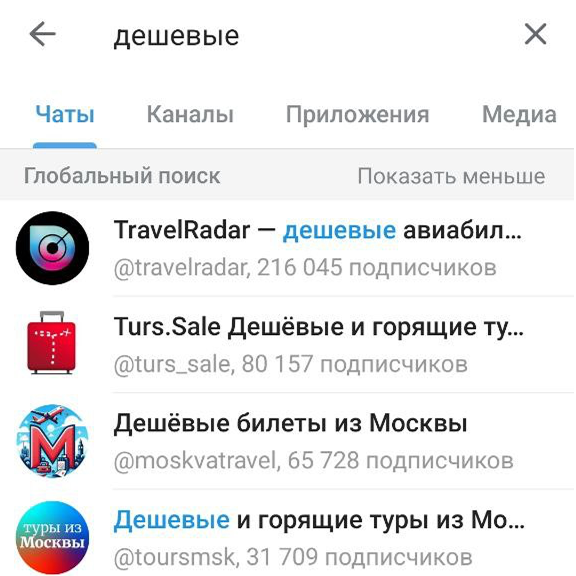 дешевые
Чаты Каналы Приложения Медиа
Глобальный поиск Показать меньше
TravelRadar — дешевые авиабил...
@travelradar, 216 045 подписчиков
Turs.Sale Дешёвые и горящие ту...
@turs_sale, 80 157 подписчиков
Дешёвые билеты из Москвы
@moskvatravel, 65 728 подписчиков
М
Дешевые и горящие туры из Мо...
@toursmsk, 31 709 подписчиков
туры из
Москвы